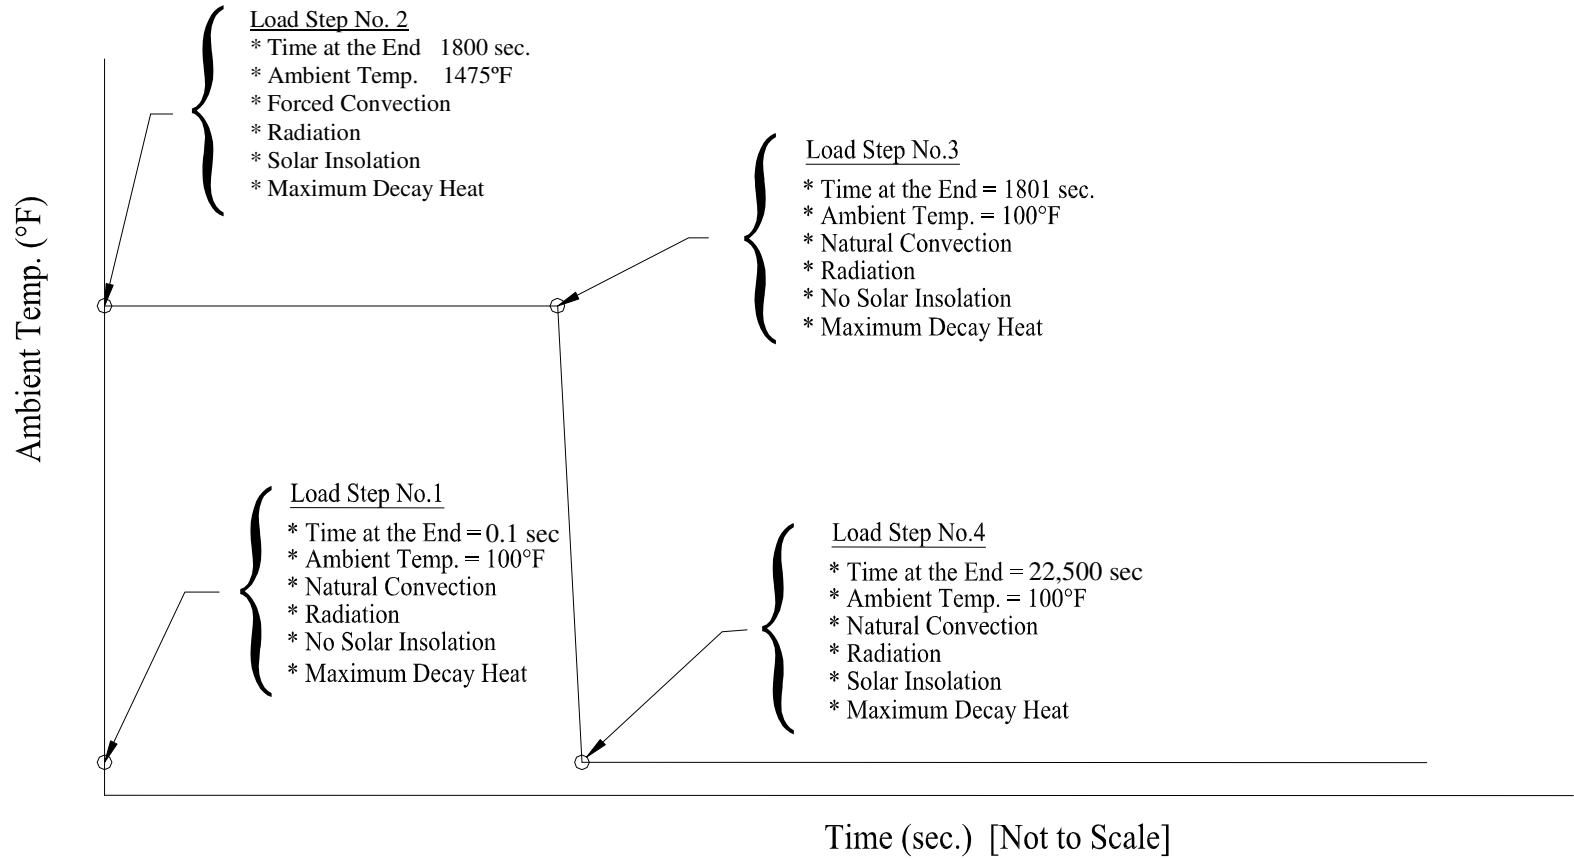 Load Step No. 2
* Time at the End 1800 sec.
* Ambient Temp. 1475ºF
* Forced Convection
* Radiation
* Solar Insolation
* Maximum Decay Heat
Load Step No.3
* Time at the End = 1801 sec.
* Ambient Temp. = 100°F
* Natural Convection
* Radiation
* No Solar Insolation
* Maximum Decay Heat
Ambient Temp. (°F)
Load Step No.1
* Time at the End = 0.1 sec
* Ambient Temp. = 100°F
* Natural Convection
* Radiation
* No Solar Insolation
* Maximum Decay Heat
Load Step No.4
* Time at the End = 22,500 sec
* Ambient Temp. = 100°F
* Natural Convection
* Radiation
* Solar Insolation
* Maximum Decay Heat
Time (sec.) [Not to Scale]